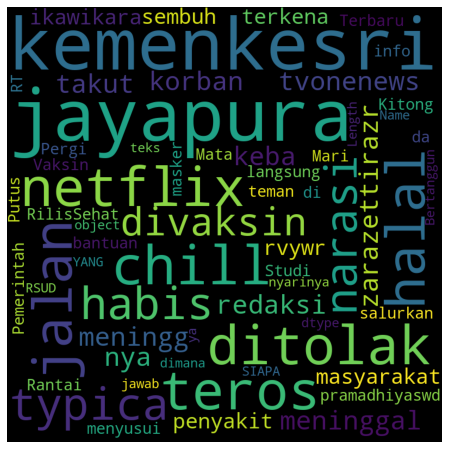 ikawikara sembuh terkena Terbaru
kemenkesri
RT takut korban tvonenews info
jayapura
Kitong
Length Name da
Pergi teks Mata keba Mari
Vaksin masker langsung
Putus netflix teman di narasi zarazettirazr halal Bertanggun
RilisSehat divaksin
object rvywr
Pemerintah jalan bantuan chill Studi
YANG nyarinya
RSUD habis redaksi salurkan
meningg ya dtype
nya ditolak
dimana SIAPA
Rantai jawab teros masyarakat
typica pramadhiyaswd
menyusui penyakit meninggal